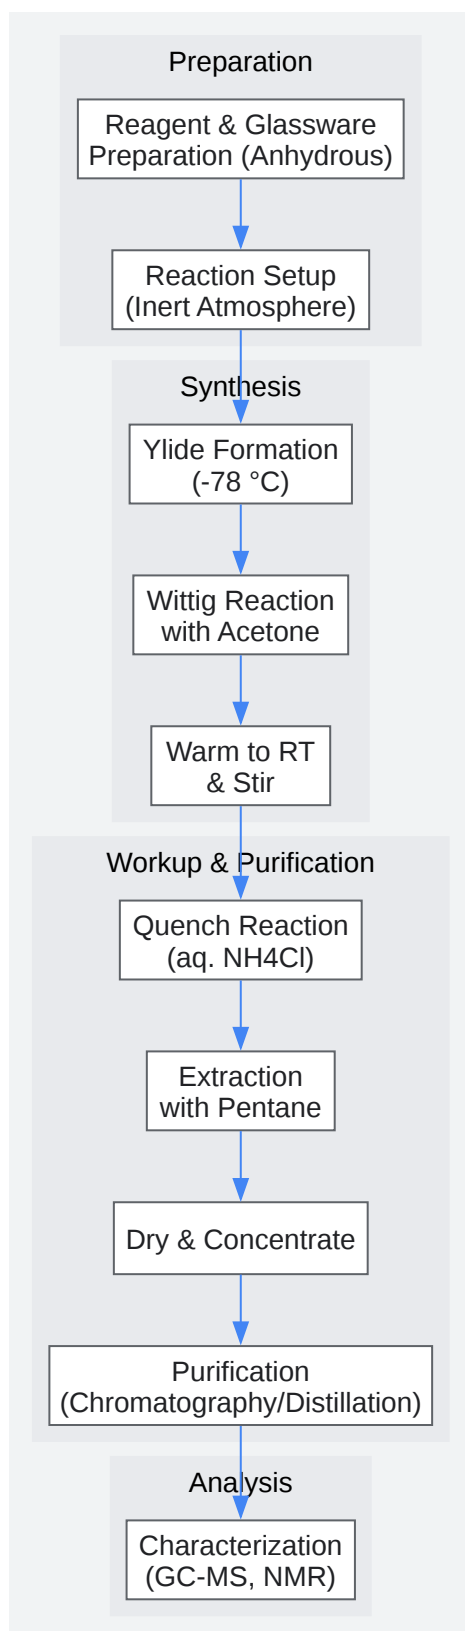 Preparation
Reagent & Glassware
Preparation (Anhydrous)
Reaction Setup
(Inert Atmosphere)
Synthesis
Ylide Formation
(-78 °C)
Wittig Reaction
with Acetone
Warm to RT
& Stir
Workup & Purification
Quench Reaction
(aq. NH4Cl)
Extraction
with Pentane
Dry & Concentrate
Purification
(Chromatography/Distillation)
Analysis
Characterization
(GC-MS, NMR)